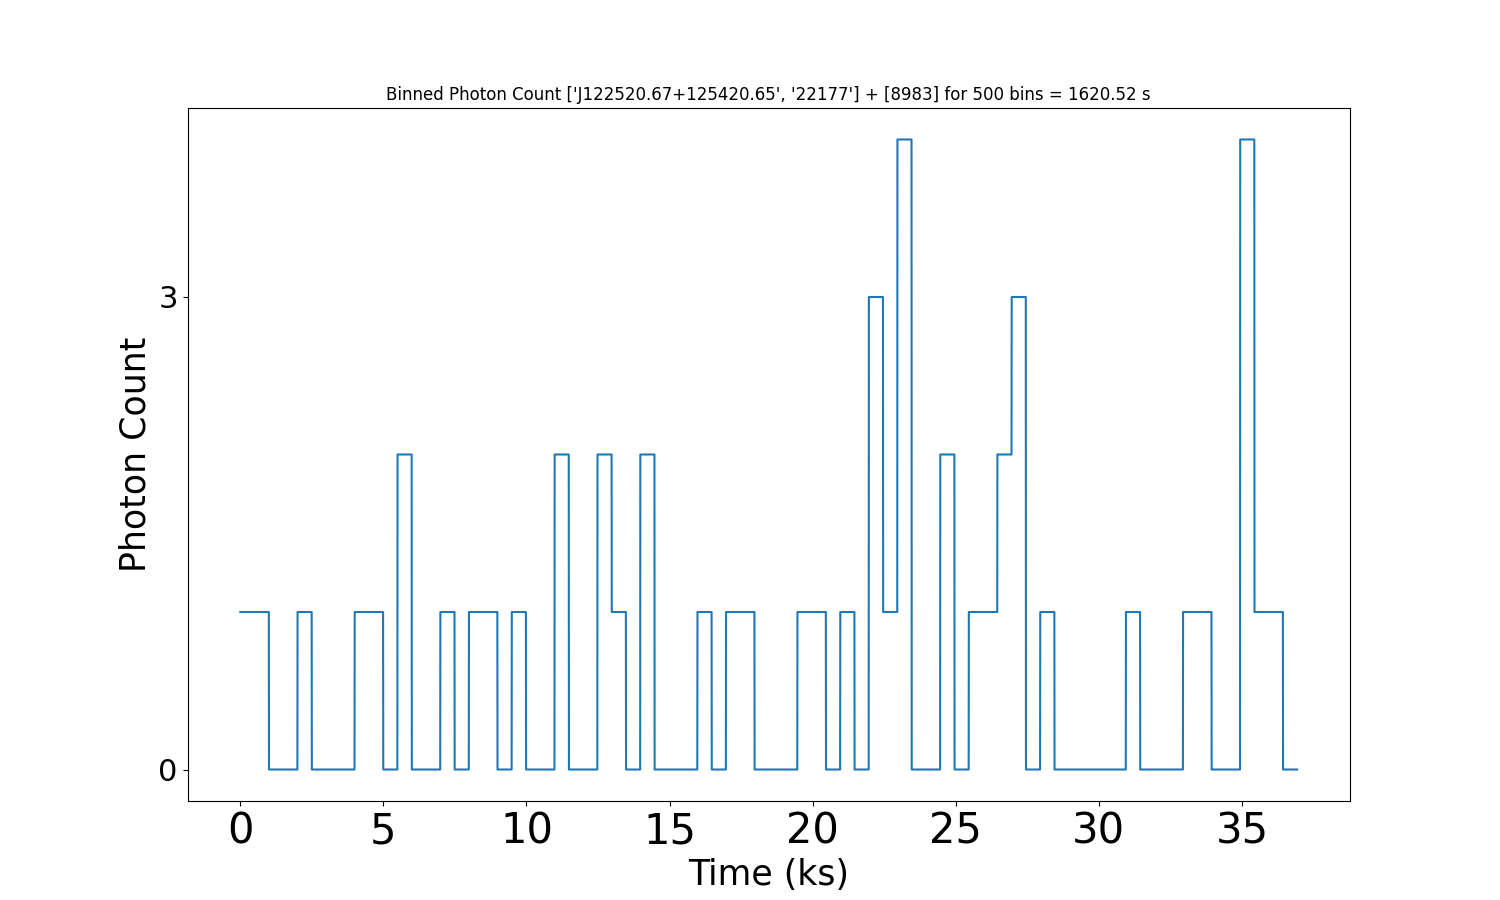 Binned Photon Count ['J122520.67+125420.65', '22177'] + [8983] for 500 bins = 1620.52 s
3
0
Photon Count
0 5 10 15 20 25 30 35
Time (ks)